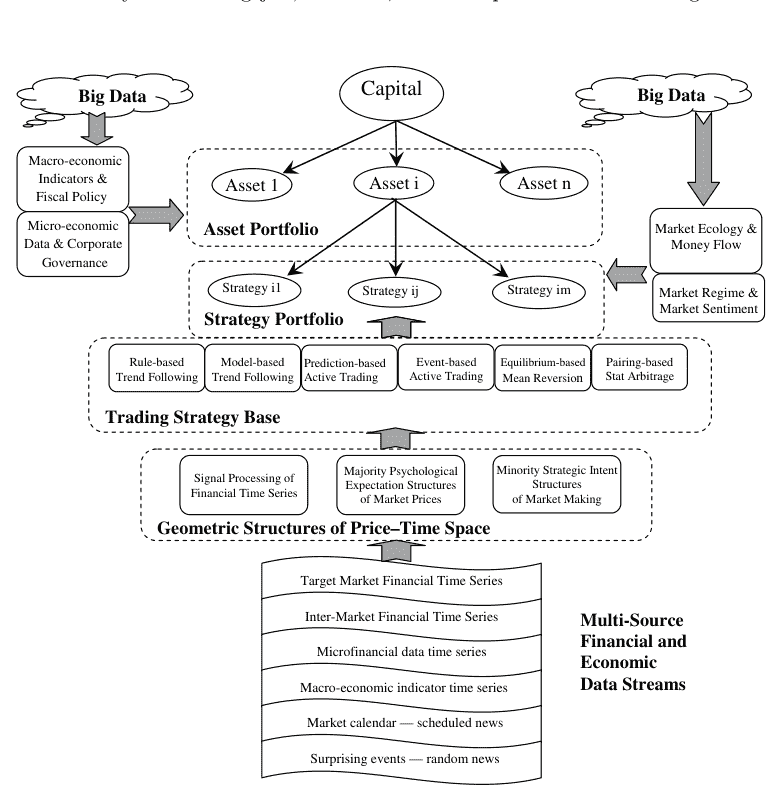 Capital
Big Data
Big Data
Macro-economic
Indicators &
Fiscal Policy
Micro-economic
Data & Corporate
Governance
Asset 1
Asset i
Asset n
Asset Portfolio
Market Ecology &
Money Flow
Market Regime &
Market Sentiment
Strategy i1
Strategy ij
Strategy im
Strategy Portfolio
Rule-based
Trend Following
Model-based
Trend Following
Prediction-based
Active Trading
Event-based
Active Trading
Equilibrium-based
Mean Reversion
Pairing-based
Stat Arbitrage
Trading Strategy Base
Signal Processing of
Financial Time Series
Majority Psychological
Expectation Structures
of Market Prices
Minority Strategic Intent
Structures
of Market Making
Geometric Structures of Price–Time Space
Target Market Financial Time Series
Inter-Market Financial Time Series
Microfinancial data time series
Macro-economic indicator time series
Market calendar — scheduled news
Surprising events — random news
Multi-Source
Financial and
Economic
Data Streams